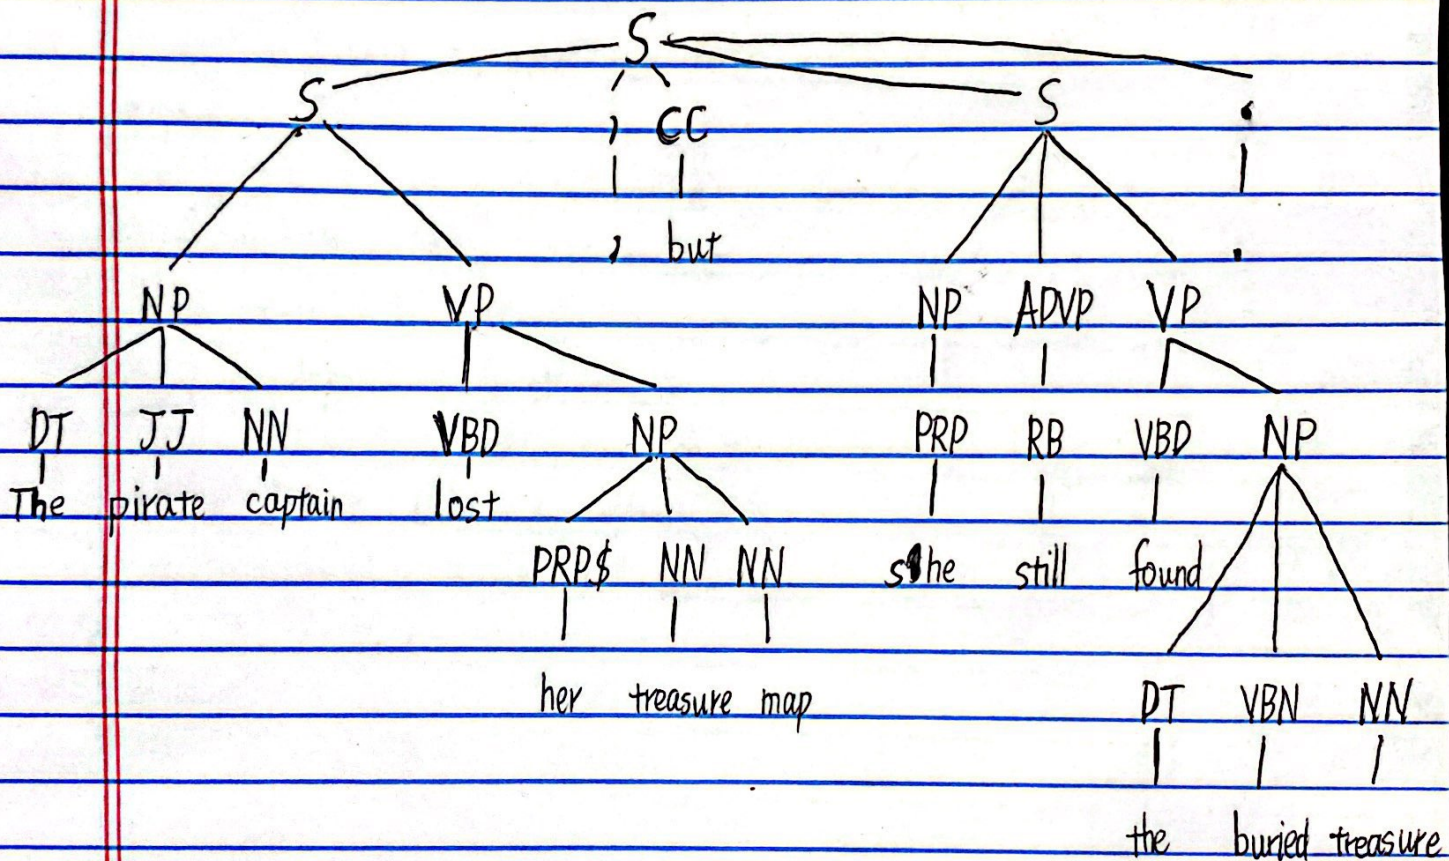 S
S , CC S .
, but .
NP VP NP ADVP VP
DT JJ NN VBD NP PRP RB VBD NP
The pirate captain lost
PRP$ NN NN she still found
her treasure map DT VBN NN
the buried treasure